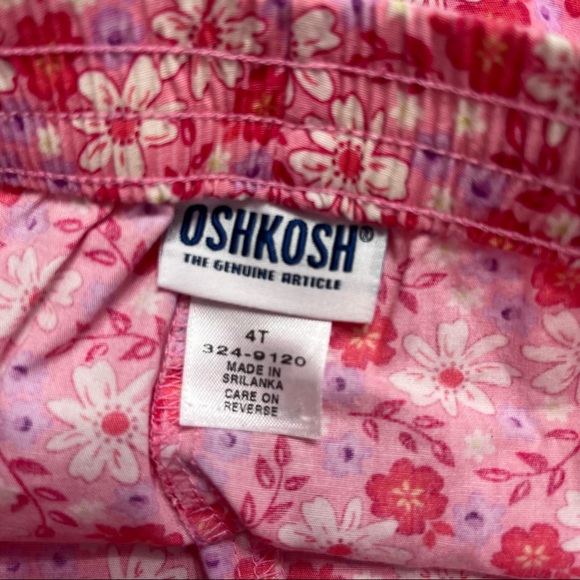 OSHKOSH®
THE GENUINE ARTICLE
4T
324-9120
MADE IN
SRILANKA
CARE ON
REVERSE